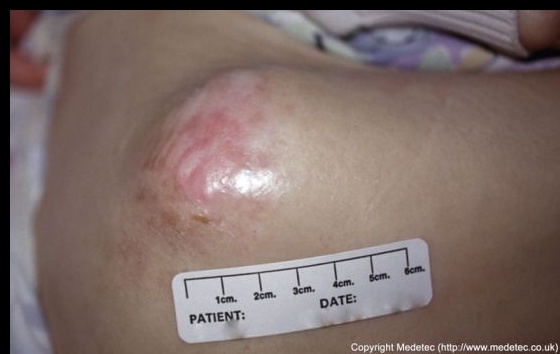 1cm. 2cm. 3cm. 4cm. 5cm. 6cm.
PATIENT: DATE:
Copyright Medetec (http://www.medetec.co.uk)